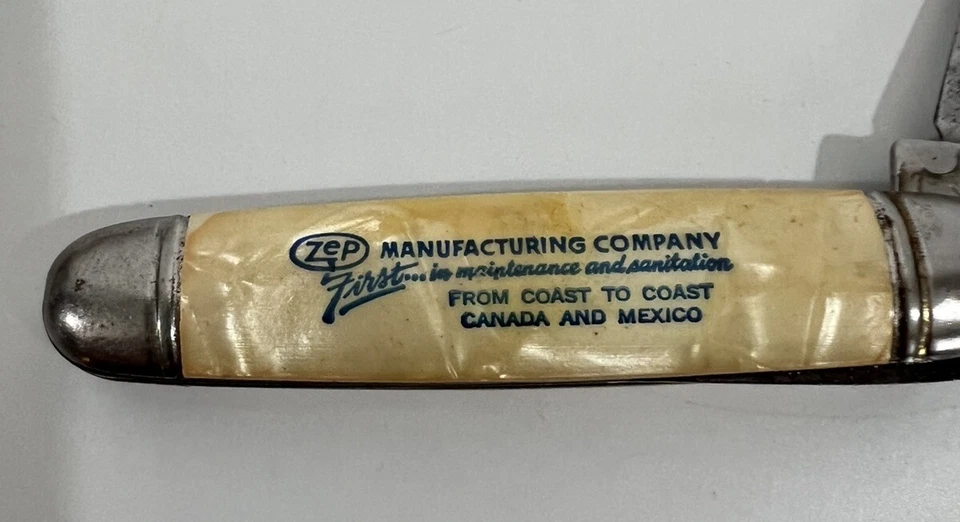 Zep MANUFACTURING COMPANY
First... in maintenance and sanitation
FROM COAST TO COAST
CANADA AND MEXICO